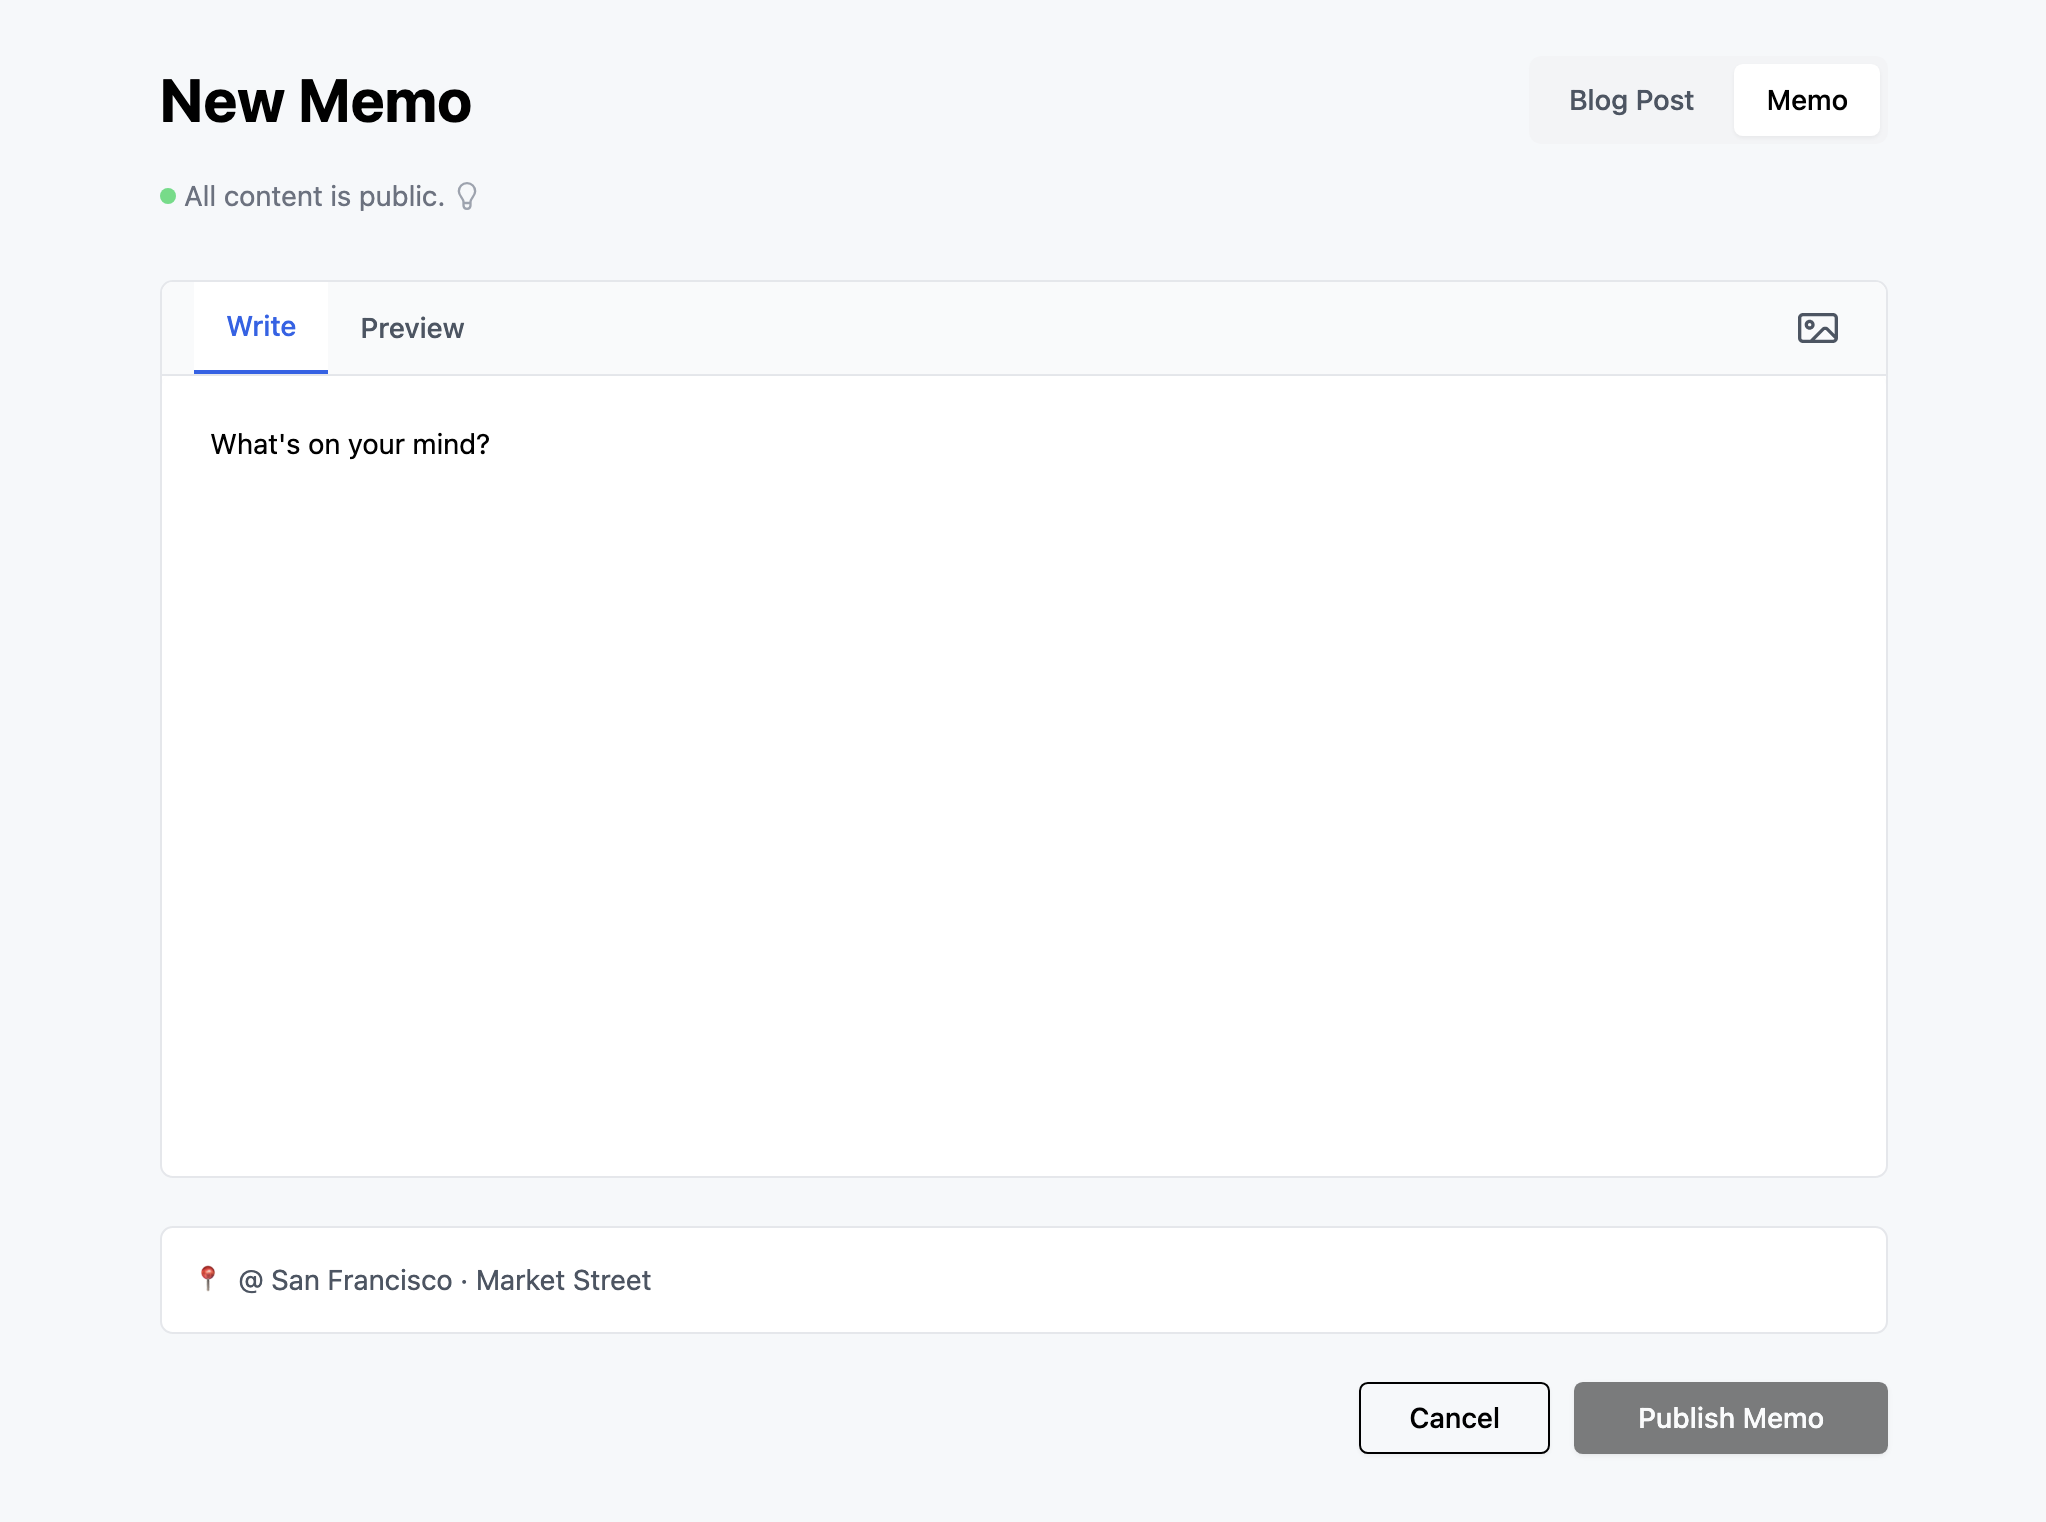 New Memo
Blog Post
Memo
All content is public.
Write
Preview
What's on your mind?
@ San Francisco · Market Street
Cancel
Publish Memo